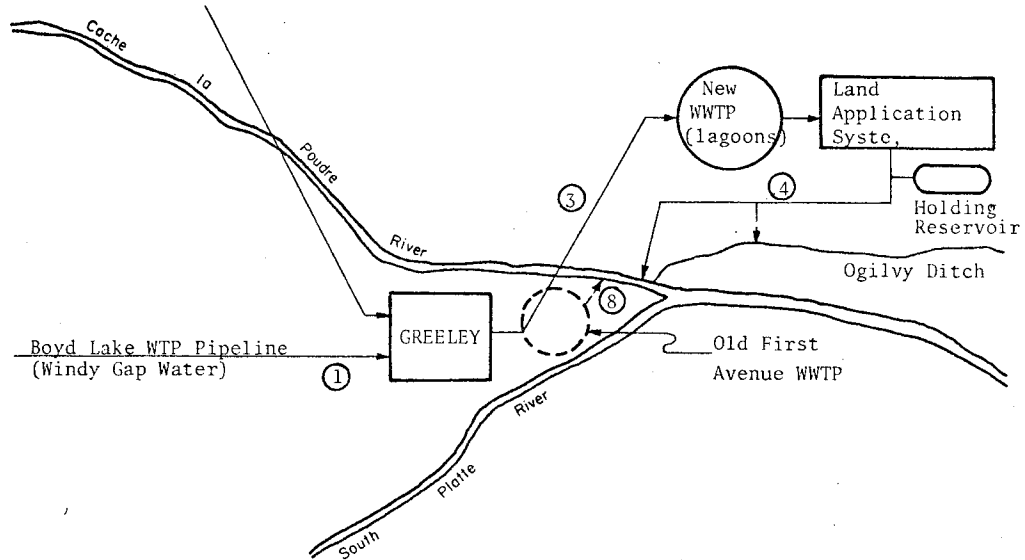 Cache
la
Poudre
River
New
WWTP
(lagoons)
Land
Application
Syste,
3
4
Holding
Reservoir
Ogilvy Ditch
8
GREELEY
Boyd Lake WTP Pipeline
(Windy Gap Water)
1
Old First
Avenue WWTP
River
Platte
South